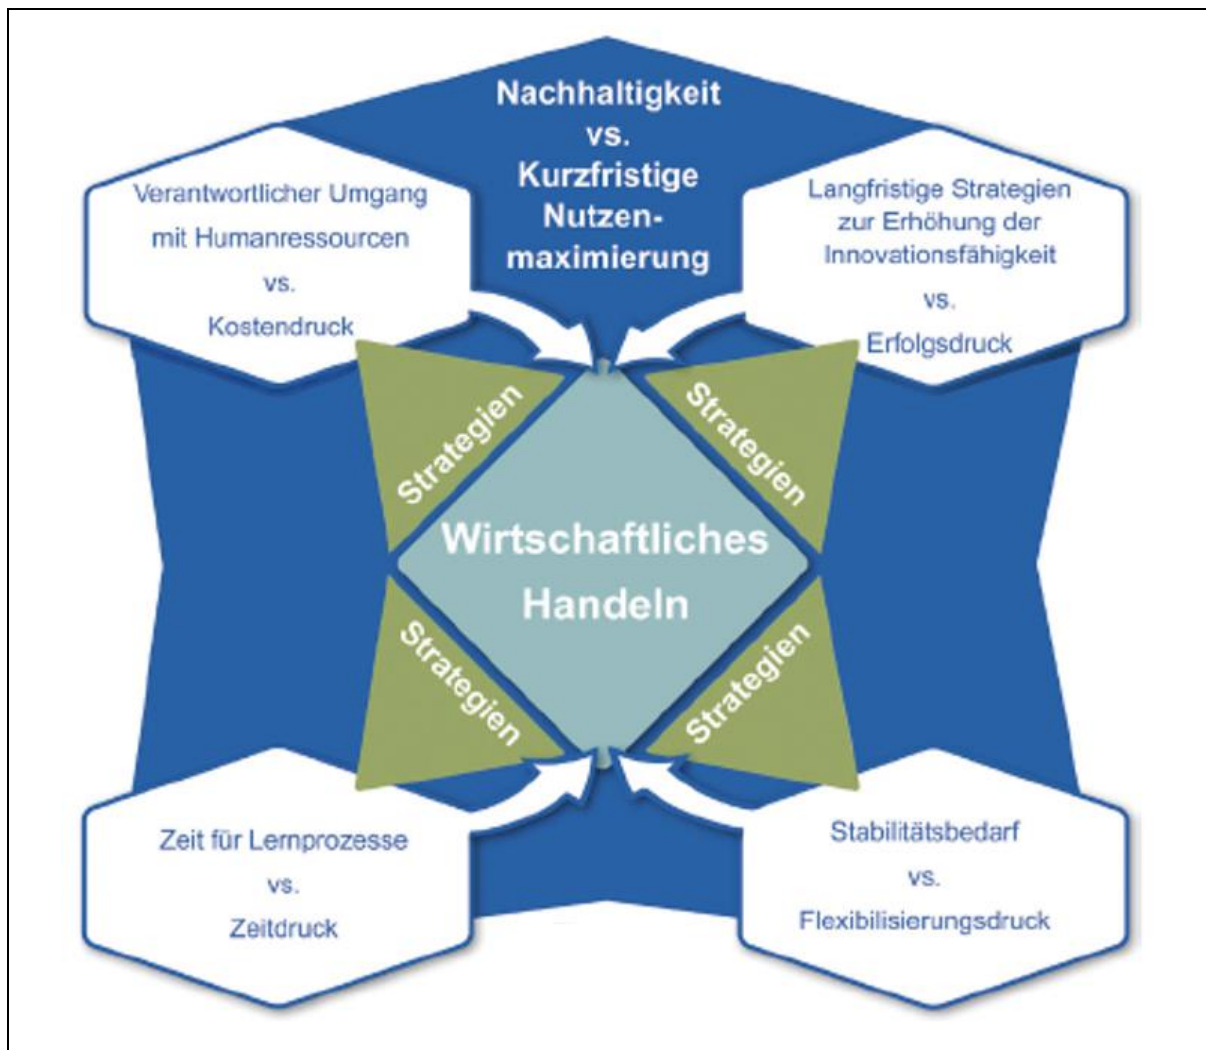 Nachhaltigkeit
vs.
Kurzfristige
Nutzen-
maximierung
Verantwortlicher Umgang
mit Humanressourcen
vs.
Kostendruck
Langfristige Strategien
zur Erhöhung der
Innovationsfähigkeit
vs.
Erfolgsdruck
Strategien
Strategien
Wirtschaftliches
Handeln
Strategien
Strategien
Zeit für Lernprozesse
vs.
Zeitdruck
Stabilitätsbedarf
vs.
Flexibilisierungsdruck